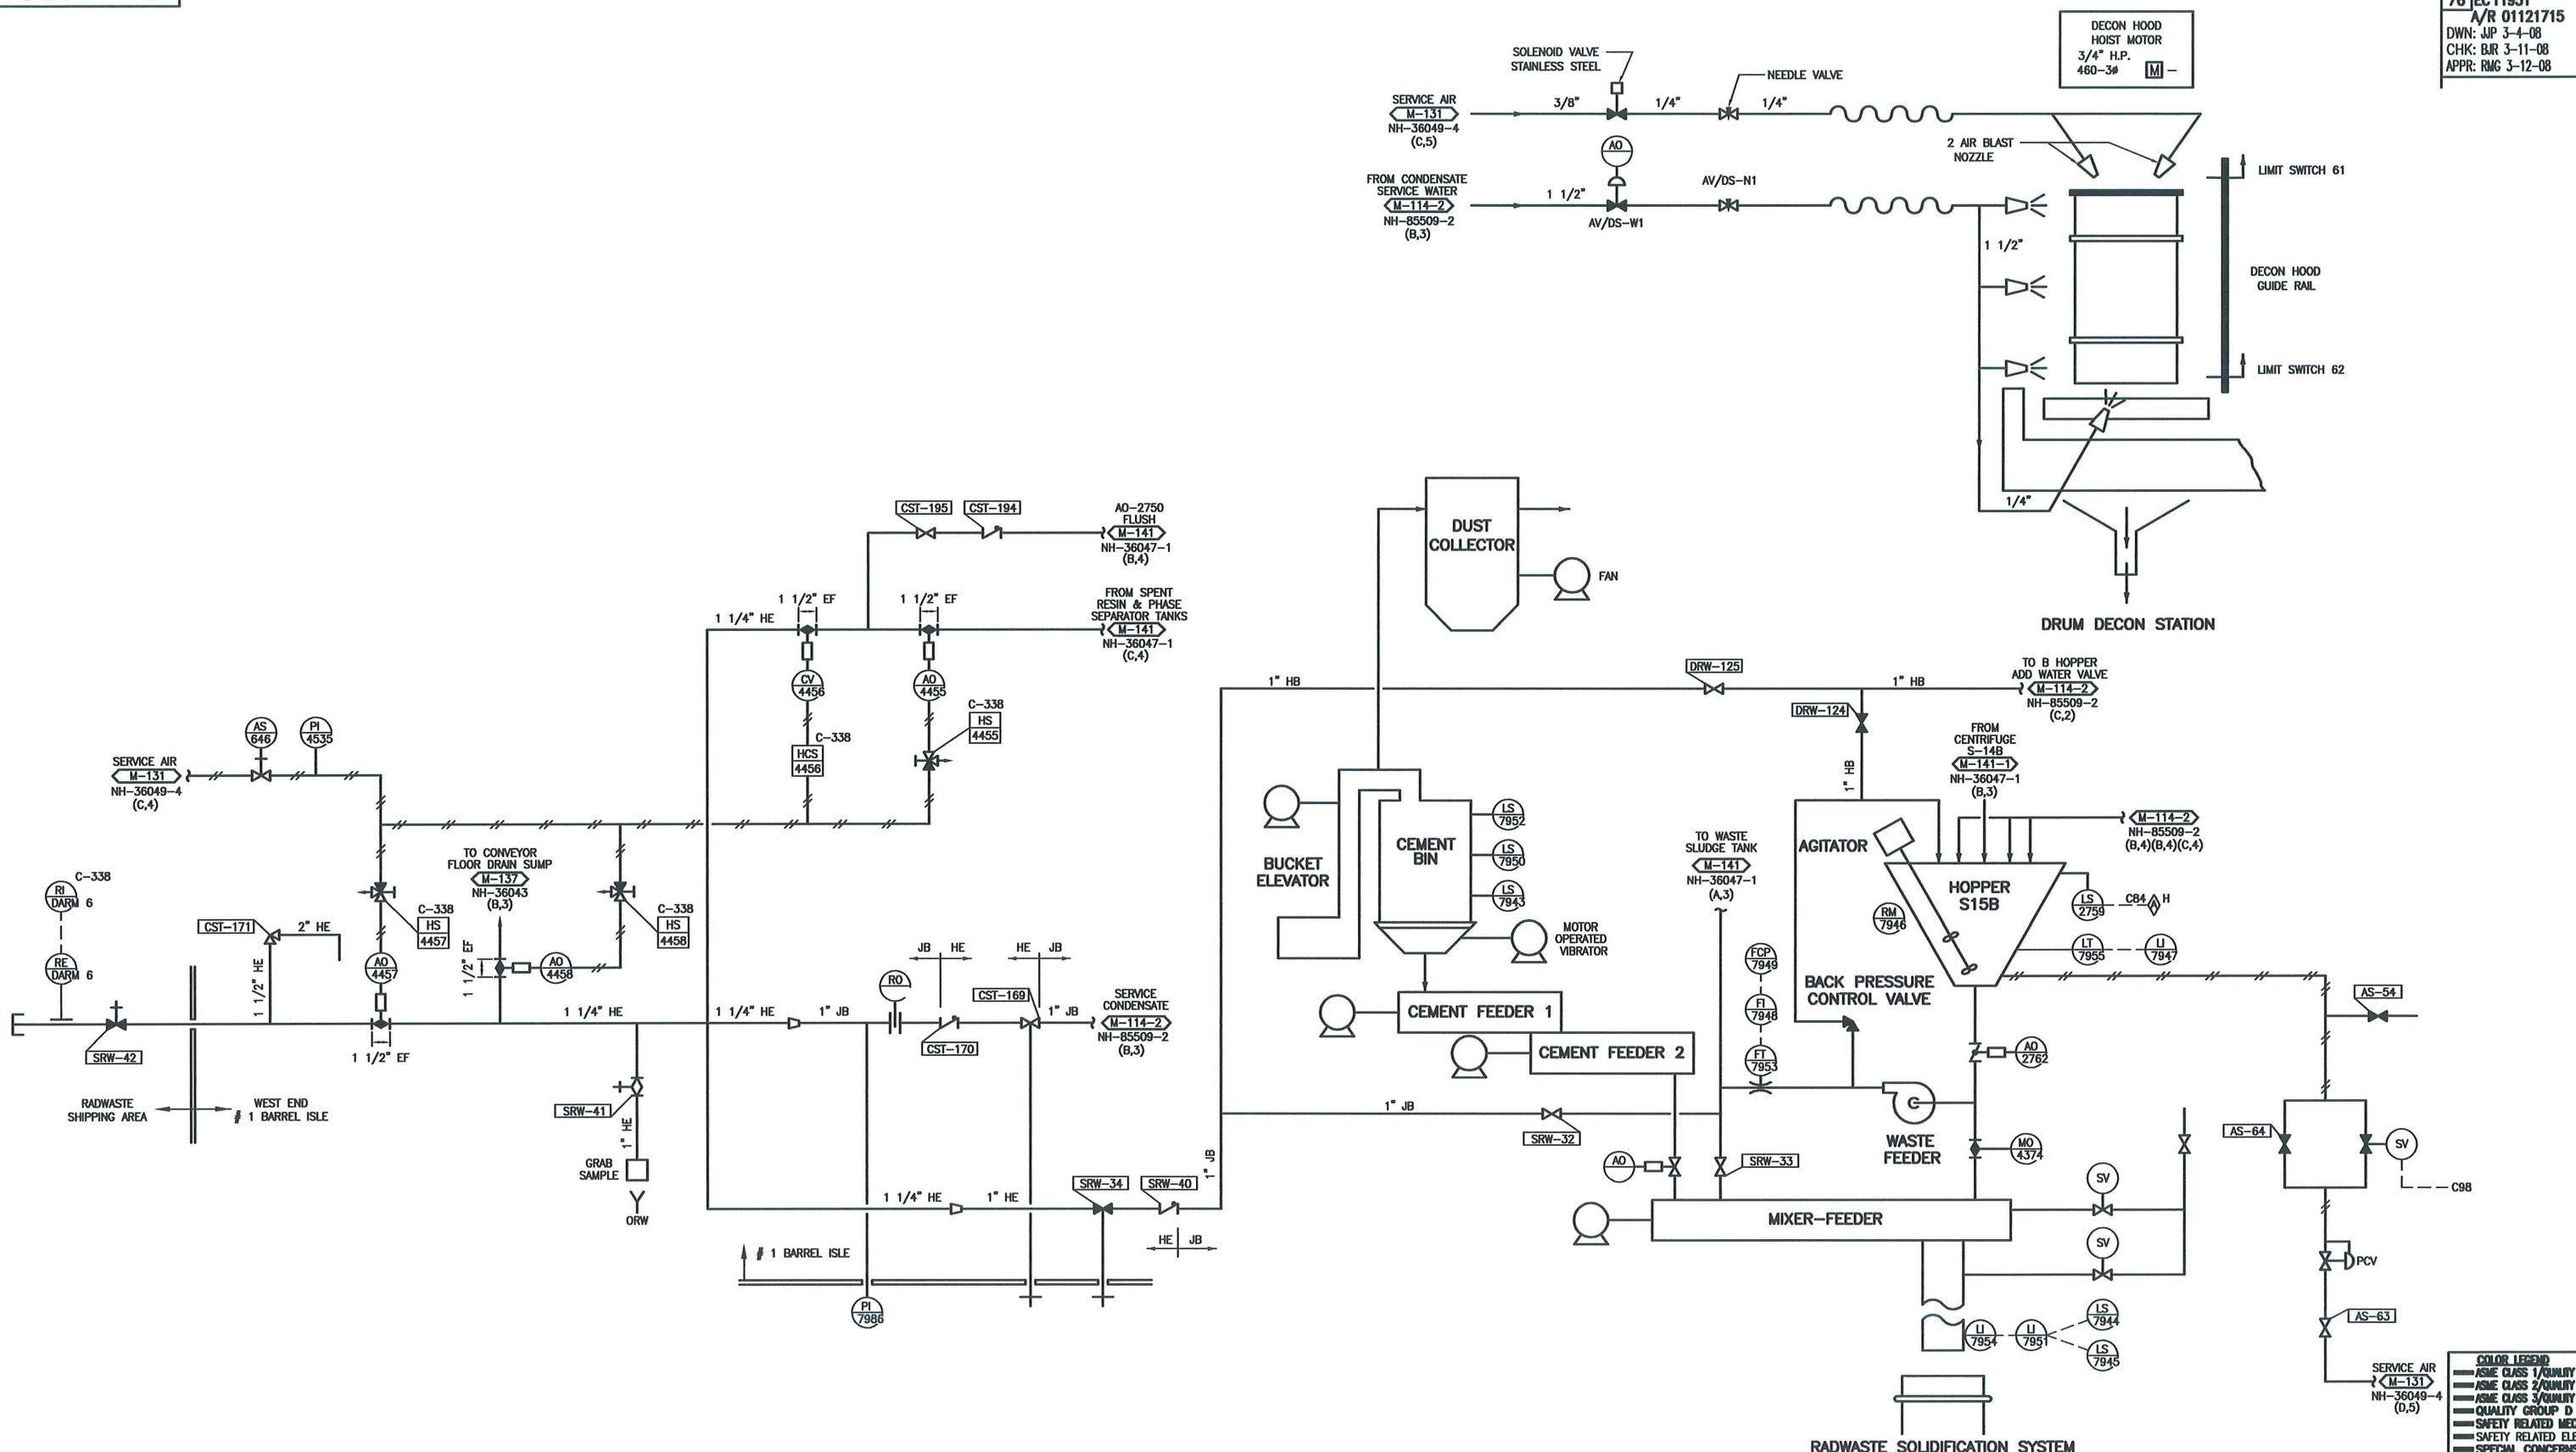 A/R 01121715
DWN: JJP 3-4-08
CHK: BJR 3-11-08
APPR: RMG 3-12-08
DECON HOOD
HOIST MOTOR
3/4" H.P.
460-3ø M -
SOLENOID VALVE
STAINLESS STEEL
NEEDLE VALVE
SERVICE AIR
M-131
NH-36049-4
(C,5)
3/8"
1/4"
1/4"
2 AIR BLAST
NOZZLE
AO
FROM CONDENSATE
SERVICE WATER
M-114-2
NH-85509-2
(B,3)
1 1/2"
AV/DS-W1
AV/DS-N1
1 1/2"
LIMIT SWITCH 61
DECON HOOD
GUIDE RAIL
LIMIT SWITCH 62
1/4"
DRUM DECON STATION
CST-195
CST-194
AO-2750
FLUSH
M-141
NH-36047-1
(B,4)
DUST
COLLECTOR
FAN
1 1/4" HE
1 1/2" EF
1 1/2" EF
FROM SPENT
RESIN & PHASE
SEPARATOR TANKS
M-141
NH-36047-1
(C,4)
CV
4456
AO
4455
C-338
HCS
4456
C-338
HS
4455
1" HB
DRW-125
1" HB
TO B HOPPER
ADD WATER VALVE
M-114-2
NH-85509-2
(C,2)
DRW-124
1" HB
FROM
CENTRIFUGE
S-14B
M-141-1
NH-36047-1
(B,3)
M-114-2
NH-85509-2
(B,4)(B,4)(C,4)
AS
646
PI
4535
SERVICE AIR
M-131
NH-36049-4
(C,4)
BUCKET
ELEVATOR
CEMENT
BIN
LS
7952
LS
7950
LS
7943
MOTOR
OPERATED
VIBRATOR
TO WASTE
SLUDGE TANK
M-141
NH-36047-1
(A,3)
AGITATOR
HOPPER
S15B
RM
7946
LS
2759
C84 A H
LT
7955
LI
7947
TO CONVEYOR
FLOOR DRAIN SUMP
M-137
NH-36043
(B,3)
RI
DARM 6
C-338
RE
DARM 6
CST-171
2" HE
1 1/2" HE
C-338
HS
4457
AO
4457
1 1/2" EF
AO
4458
C-338
HS
4458
JB HE
HE JB
RO
CST-169
SERVICE
CONDENSATE
M-114-2
NH-85509-2
(B,3)
1 1/4" HE
1 1/4" HE
1" JB
1" JB
CST-170
SRW-42
1 1/2" EF
CEMENT FEEDER 1
CEMENT FEEDER 2
FCP
7949
FI
7948
FT
7953
BACK PRESSURE
CONTROL VALVE
AO
2762
AS-54
RADWASTE
SHIPPING AREA
WEST END
# 1 BARREL ISLE
SRW-41
1" HE
GRAB
SAMPLE
ORW
1" JB
SRW-32
C
WASTE
FEEDER
MO
4374
AS-64
SV
C98
1" JB
AO
SRW-33
1 1/4" HE
1" HE
SRW-34
SRW-40
HE JB
# 1 BARREL ISLE
PI
7986
MIXER-FEEDER
SV
SV
PCV
AS-63
LI
7954
LI
7951
LS
7944
LS
7945
SERVICE AIR
M-131
NH-36049-4
(D,5)
COLOR LEGEND
ASME CLASS 1/QUALITY
ASME CLASS 2/QUALITY
ASME CLASS 3/QUALITY
QUALITY GROUP D
SAFETY RELATED
SAFETY RELATED
RADWASTE SOLIDIFICATION SYSTEM